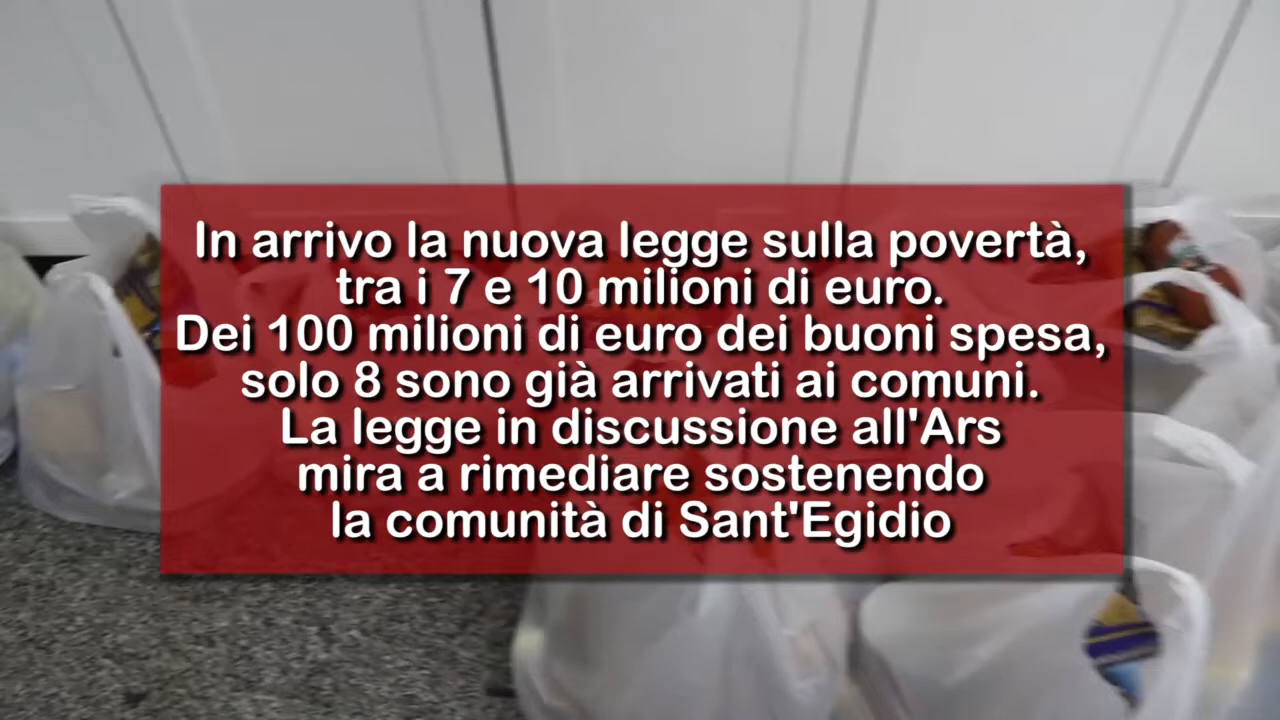 In arrivo la nuova legge sulla povertà,
tra i 7 e 10 milioni di euro.
Dei 100 milioni di euro dei buoni spesa,
solo 8 sono già arrivati ai comuni.
La legge in discussione all'Ars
mira a rimediare sostenendo
la comunità di Sant'Egidio